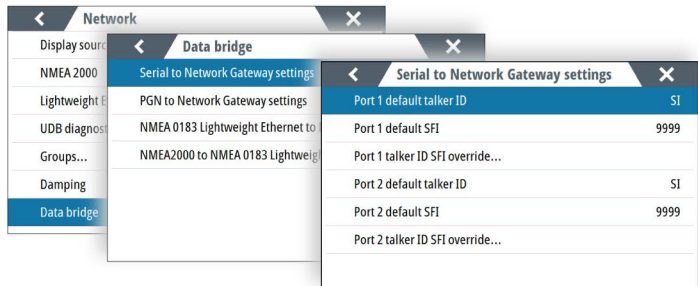 Network
Display
NMEA 2000
Lightweight
UDB
Groups...
Damping
Data bridge
Data bridge
Serial to Network Gateway settings
PGN to Network Gateway settings
NMEA 0183 Lightweight Ethernet to
NMEA2000 to NMEA 0183
Serial to Network Gateway settings
Port 1 default talker ID SI
Port 1 default SFI 9999
Port 1 talker ID SFI override...
Port 2 default talker ID SI
Port 2 default SFI 9999
Port 2 talker ID SFI override...